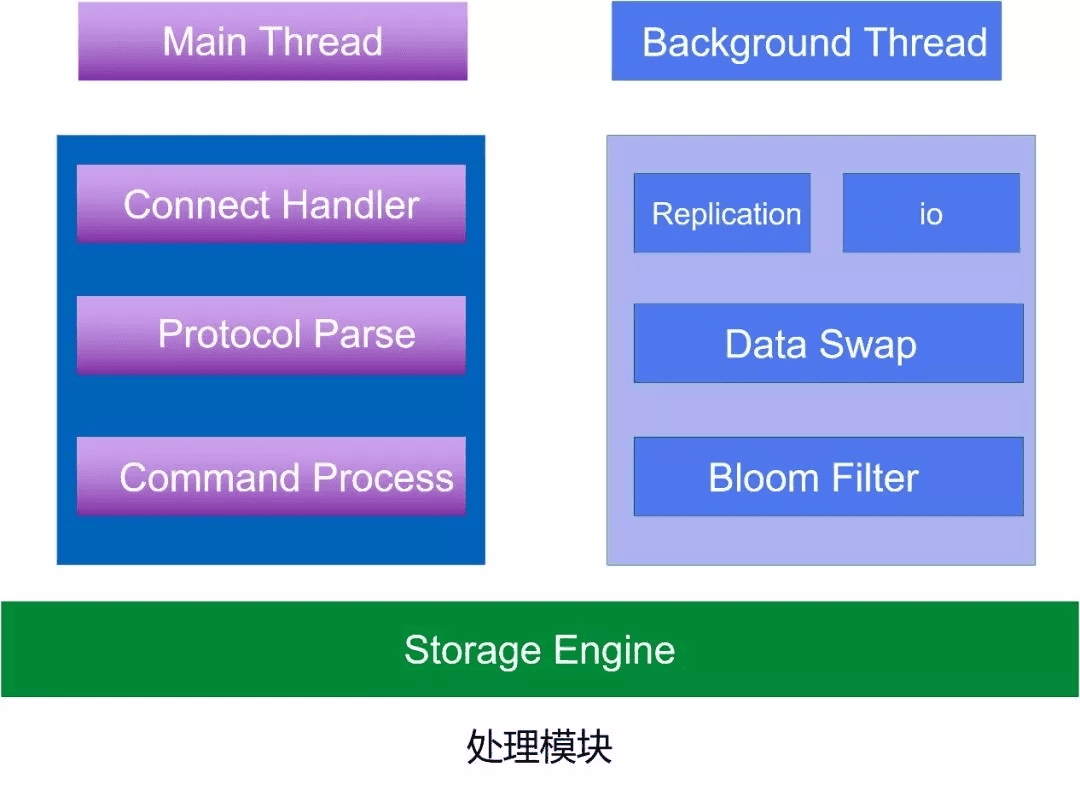 Main Thread
Background Thread
Connect Handler
Protocol Parse
Command Process
Replication
io
Data Swap
Bloom Filter
Storage Engine
处理模块